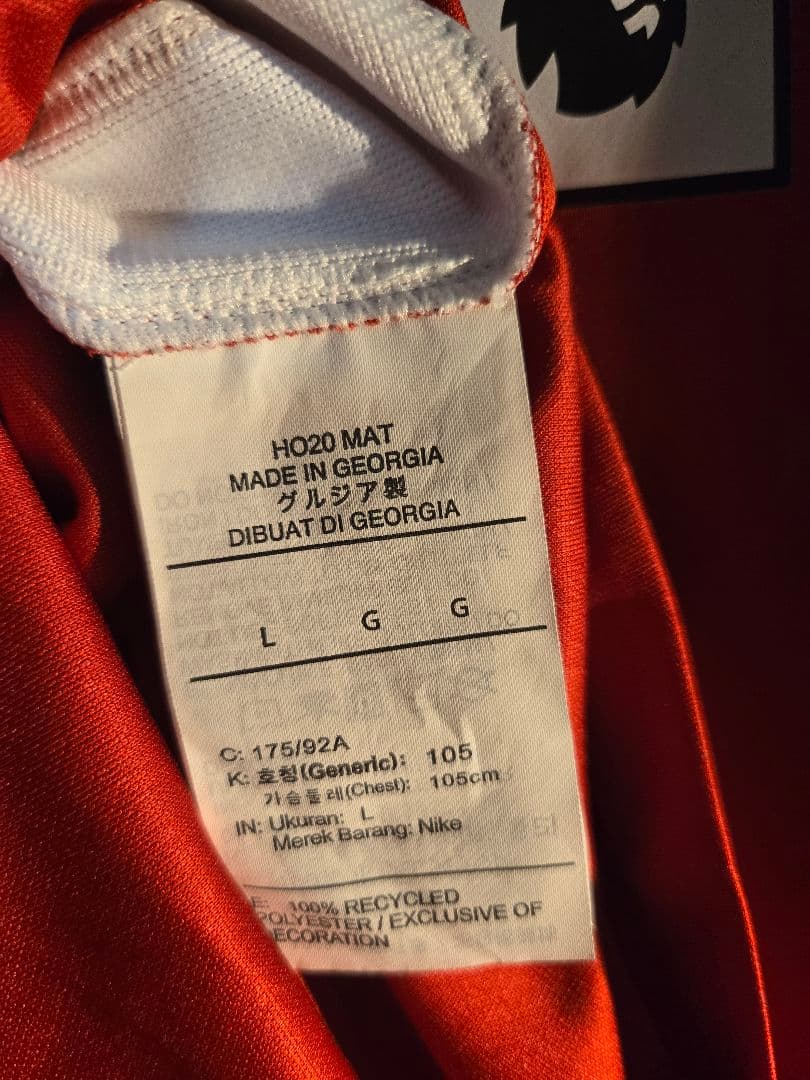 HO20 MAT
MADE IN GEORGIA
グルジア製
DIBUAT DI GEORGIA
L G G
C: 175/92A
K: 호칭(Generic): 105
가슴둘레(Chest): 105cm
IN: Ukuran: L
Merek Barang: Nike
E: 100% RECYCLED
POLYESTER / EXCLUSIVE OF
ECORATION